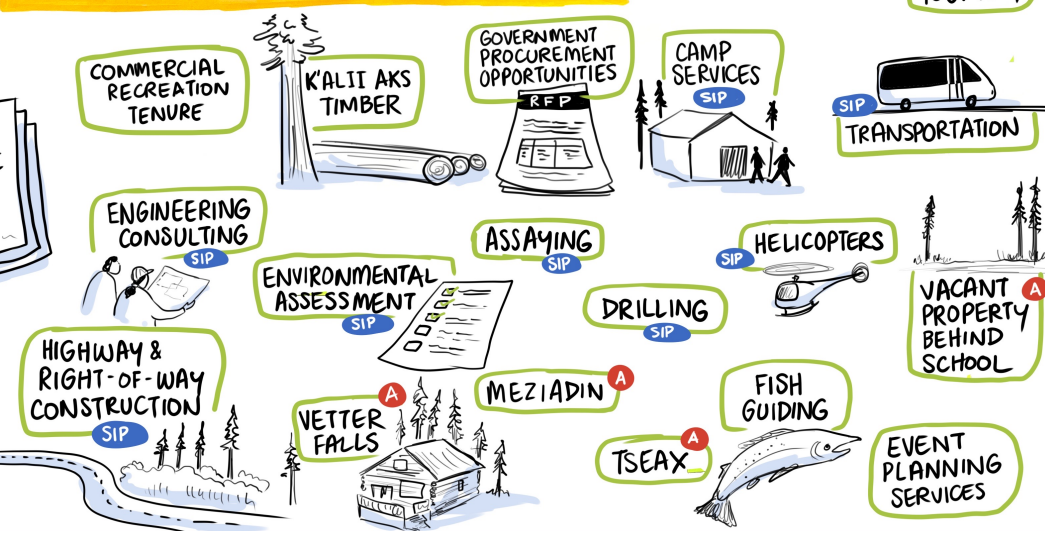 COMMERCIAL
RECREATION
TENURE
K'ALII AKS
TIMBER
GOVERNMENT
PROCUREMENT
OPPORTUNITIES
RFP
CAMP
SERVICES
SIP
SIP
TRANSPORTATION
ENGINEERING
CONSULTING
SIP
ENVIRONMENTAL
ASSESSMENT
SIP
ASSAYING
SIP
DRILLING
SIP
SIP
HELICOPTERS
VACANT A
PROPERTY
BEHIND
SCHOOL
HIGHWAY &
RIGHT-OF-WAY
CONSTRUCTION
SIP
A
VETTER
FALLS
MEZIADIN A
TSEAX A
FISH
GUIDING
EVENT
PLANNING
SERVICES